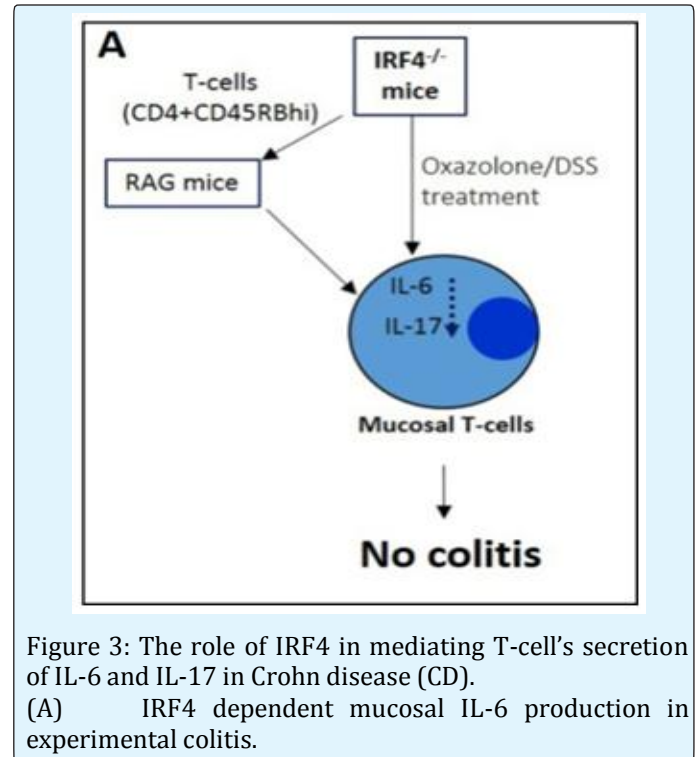 A
IRF4-/-
mice
T-cells
(CD4+CD45RBhi)
RAG mice
Oxazolone/DSS
treatment
IL-6
IL-17
Mucosal T-cells
No colitis
Figure 3: The role of IRF4 in mediating T-cell’s secretion
of IL-6 and IL-17 in Crohn disease (CD).
(A) IRF4 dependent mucosal IL-6 production in
experimental colitis.